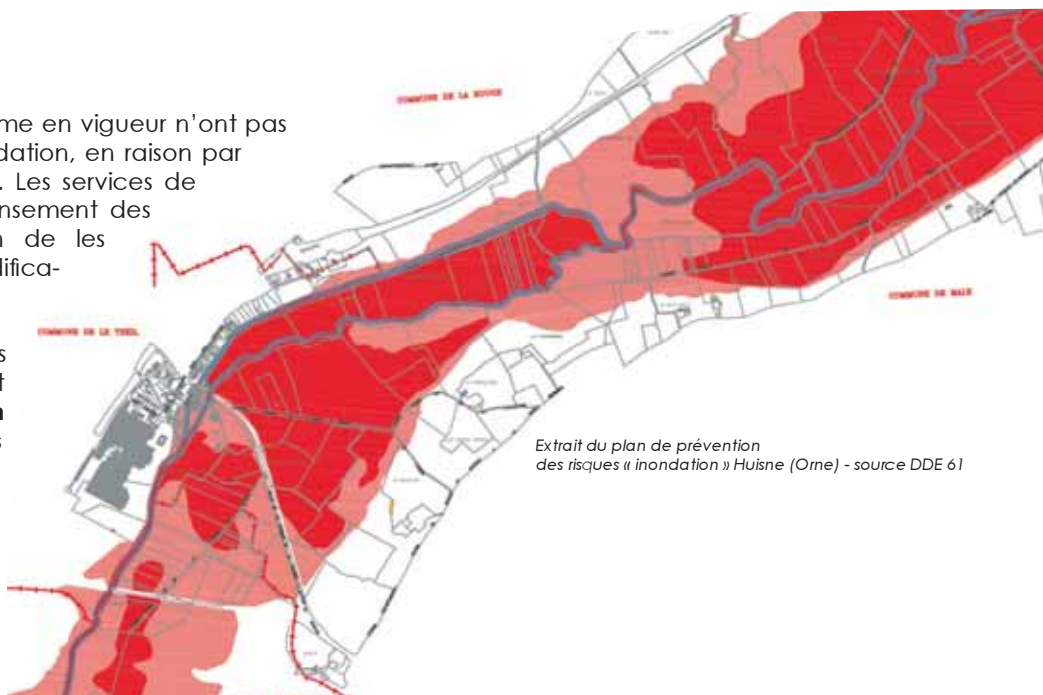 me en vigueur n'ont pas
dation, en raison par
. Les services de
nsement des
n de les
difica-
s
t
n
s
COMMUNE DE LA ROUGE
COMMUNE DE LE THEIL
COMMUNE DE MALE
Extrait du plan de prévention
des risques « inondation » Huisne (Orne) - source DDE 61